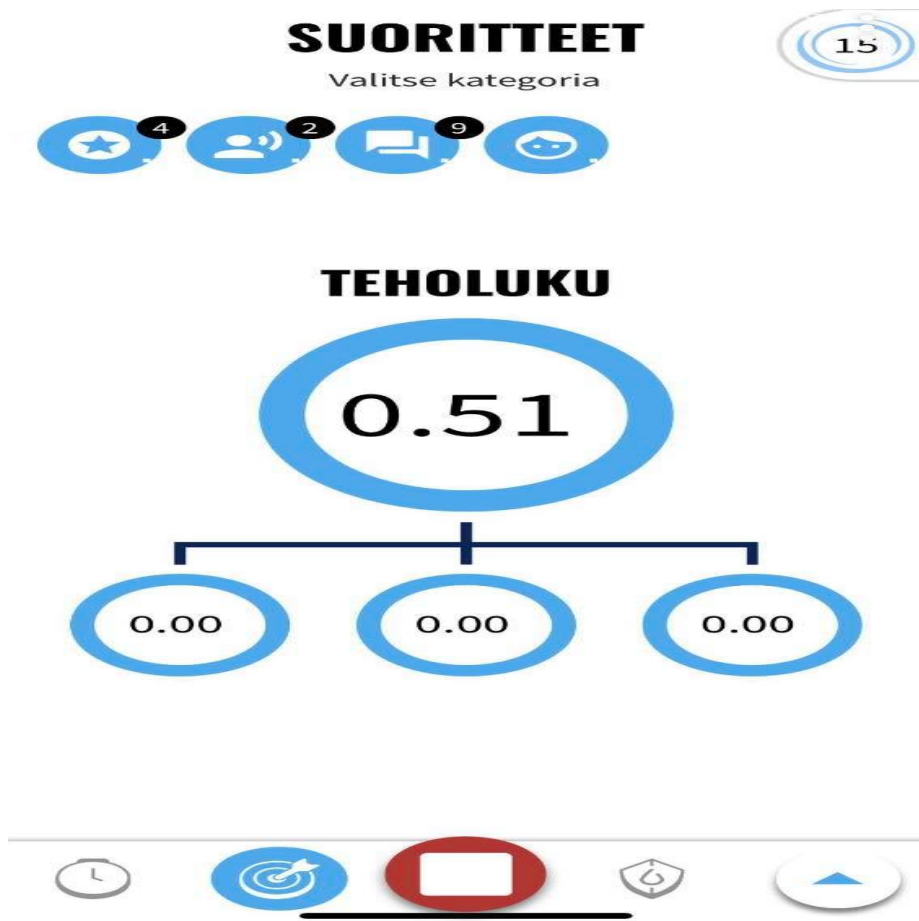 SUORITTEET
15
Valitse kategoria
4 2 9
TEHOLUKU
0.51
0.00 0.00 0.00